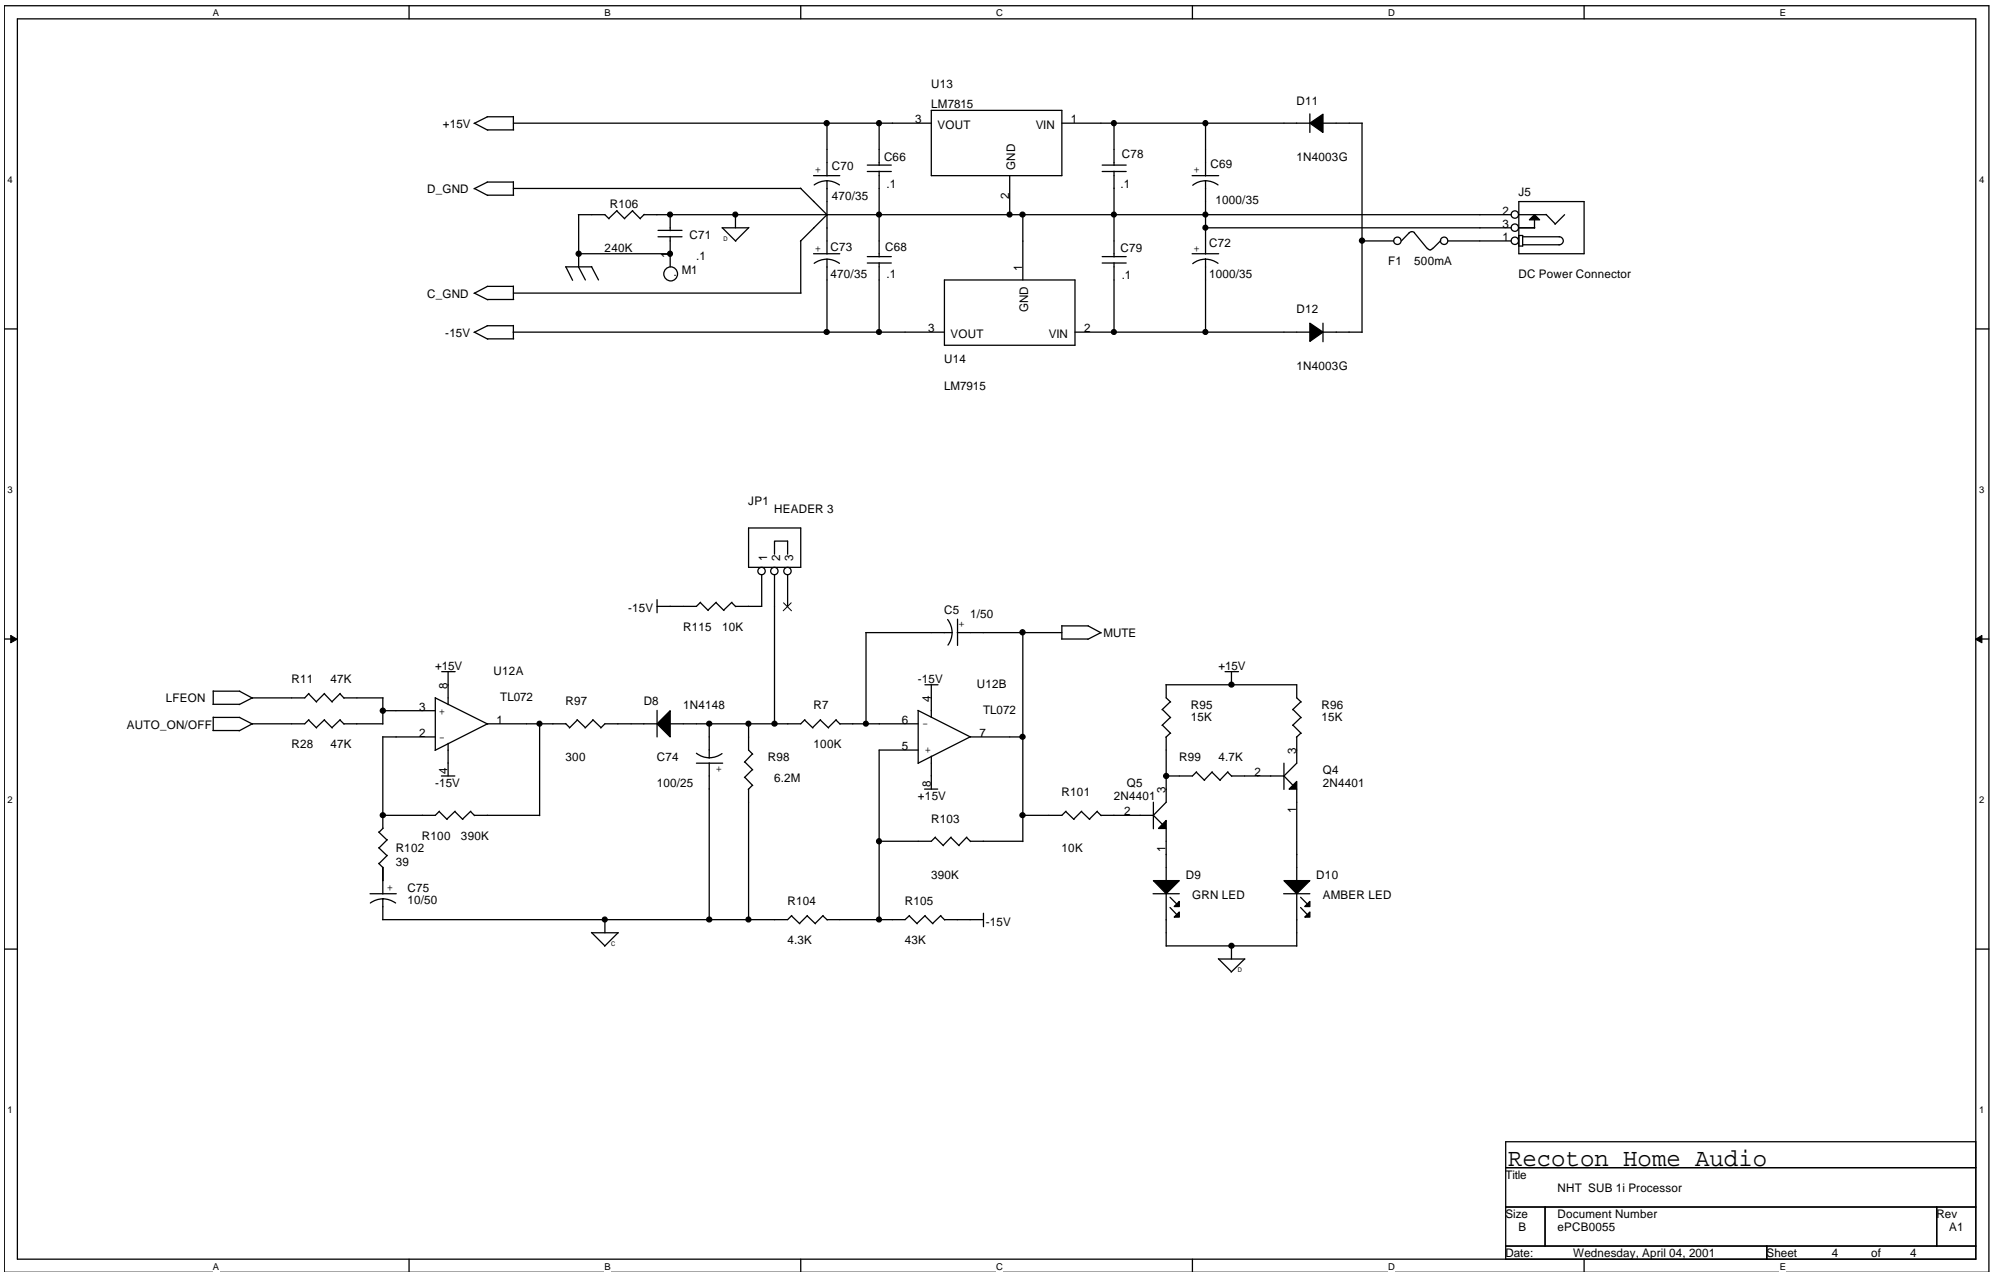 A B C D E
4 4
3 3
2 2
1 1
U13
LM7815
3 VOUT VIN 1
GND
2
+15V
D_GND
C_GND
-15V
R106
240K
C71
.1
M1
D
C70
470/35
C66
.1
C73
470/35
C68
.1
C78
.1
C69
1000/35
C79
.1
C72
1000/35
1
GND
3 VOUT VIN 2
U14
LM7915
D11
1N4003G
D12
1N4003G
F1 500mA
J5
2
3
1
DC Power Connector
JP1 HEADER 3
1 2 3
-15V
R115 10K
C5 1/50
MUTE
LFEON
AUTO_ON/OFF
R11 47K
R28 47K
+15V
8
U12A
TL072
3 +
2 -
1
4
-15V
R100 390K
R102
39
C75
10/50
R97
300
D8 1N4148
C74
100/25
R98
6.2M
R7
100K
-15V
4
U12B
TL072
6 -
5 +
7
8
+15V
R103
390K
R104
4.3K
R105
43K
-15V
C
R101
10K
Q5
2N4401
2
3
1
+15V
R95
15K
R96
15K
R99 4.7K
2
3
1
Q4
2N4401
D9
GRN LED
D10
AMBER LED
D
Recoton Home Audio
Title
NHT SUB 1i Processor
Size
B
Document Number
ePCB0055
Rev
A1
Date: Wednesday, April 04, 2001 Sheet 4 of 4
A B C D E